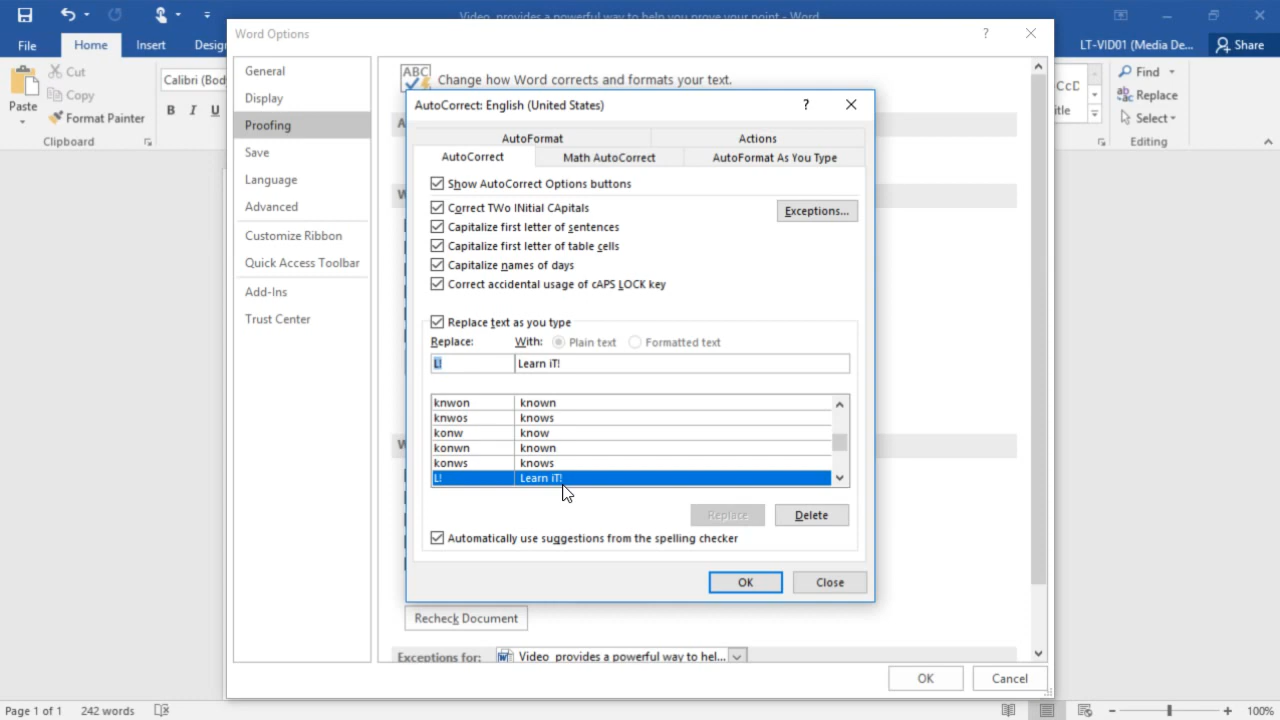 Video provides a powerful way to help you prove your point - Word
File
Home
Insert
Design
LT-VID01 (Media De...
Share
Paste
Cut
Copy
Format Painter
Clipboard
Calibri (Body
B I U
CcD
itle
Find
Replace
Select
Editing
Word Options
?
General
Display
Proofing
Save
Language
Advanced
Customize Ribbon
Quick Access Toolbar
Add-Ins
Trust Center
ABC
Change how Word corrects and formats your text.
A
W
W
AutoCorrect: English (United States)
?
AutoFormat
Actions
AutoCorrect
Math AutoCorrect
AutoFormat As You Type
Show AutoCorrect Options buttons
Correct TWo INitial CApitals
Exceptions...
Capitalize first letter of sentences
Capitalize first letter of table cells
Capitalize names of days
Correct accidental usage of cAPS LOCK key
Replace text as you type
Replace: With: Plain text Formatted text
L! Learn iT!
knwon known
knwos knows
konw know
konwn known
konws knows
L! Learn iT!
Replace
Delete
Automatically use suggestions from the spelling checker
OK
Close
Recheck Document
Exceptions for: Video provides a powerful way to hel...
OK
Cancel
Page 1 of 1 242 words
100%